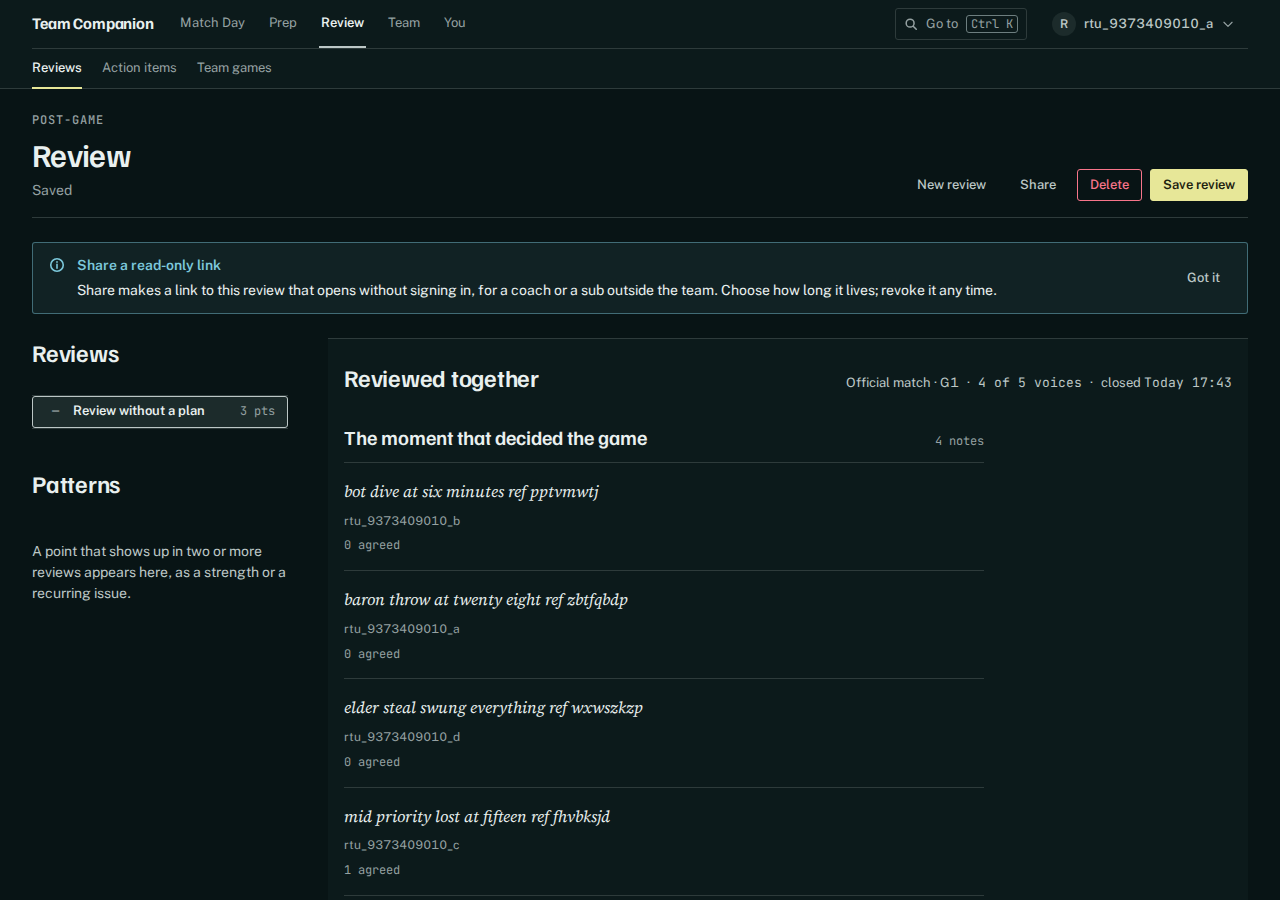 Team Companion Match Day Prep Review Team You Go to Ctrl K R rtu_9373409010_a
Reviews Action items Team games
POST-GAME
Review
Saved
New review Share Delete Save review
Share a read-only link
Share makes a link to this review that opens without signing in, for a coach or a sub outside the team. Choose how long it lives; revoke it any time.
Got it
Reviews
– Review without a plan 3 pts
Patterns
A point that shows up in two or more
reviews appears here, as a strength or a
recurring issue.
Reviewed together
Official match · G1 · 4 of 5 voices · closed Today 17:43
The moment that decided the game 4 notes
bot dive at six minutes ref pptvmwtj
rtu_9373409010_b
0 agreed
baron throw at twenty eight ref zbtfqbdp
rtu_9373409010_a
0 agreed
elder steal swung everything ref wxwszkzp
rtu_9373409010_d
0 agreed
mid priority lost at fifteen ref fhvbksjd
rtu_9373409010_c
1 agreed